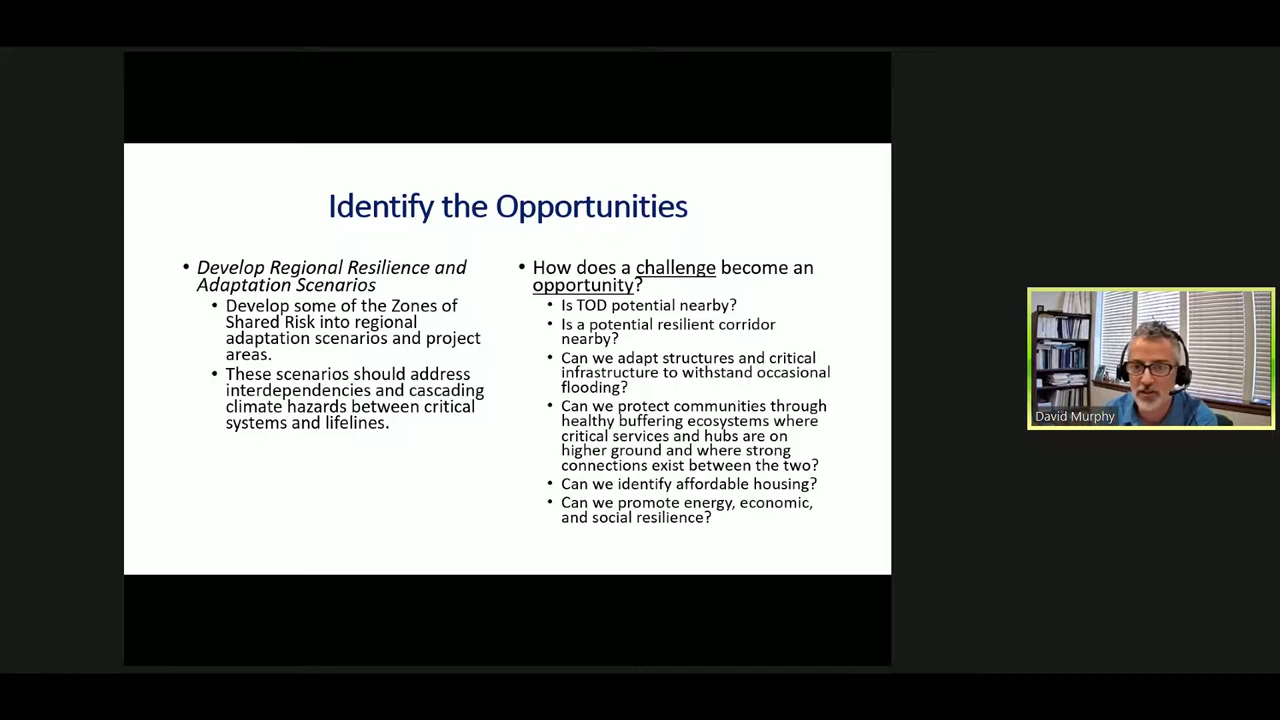 Identify the Opportunities
• Develop Regional Resilience and
Adaptation Scenarios
• Develop some of the Zones of
Shared Risk into regional
adaptation scenarios and project
areas.
• These scenarios should address
interdependencies and cascading
climate hazards between critical
systems and lifelines.
• How does a challenge become an
opportunity?
• Is TOD potential nearby?
• Is a potential resilient corridor
nearby?
• Can we adapt structures and critical
infrastructure to withstand occasional
flooding?
• Can we protect communities through
healthy buffering ecosystems where
critical services and hubs are on
higher ground and where strong
connections exist between the two?
• Can we identify affordable housing?
• Can we promote energy, economic,
and social resilience?
David Murphy